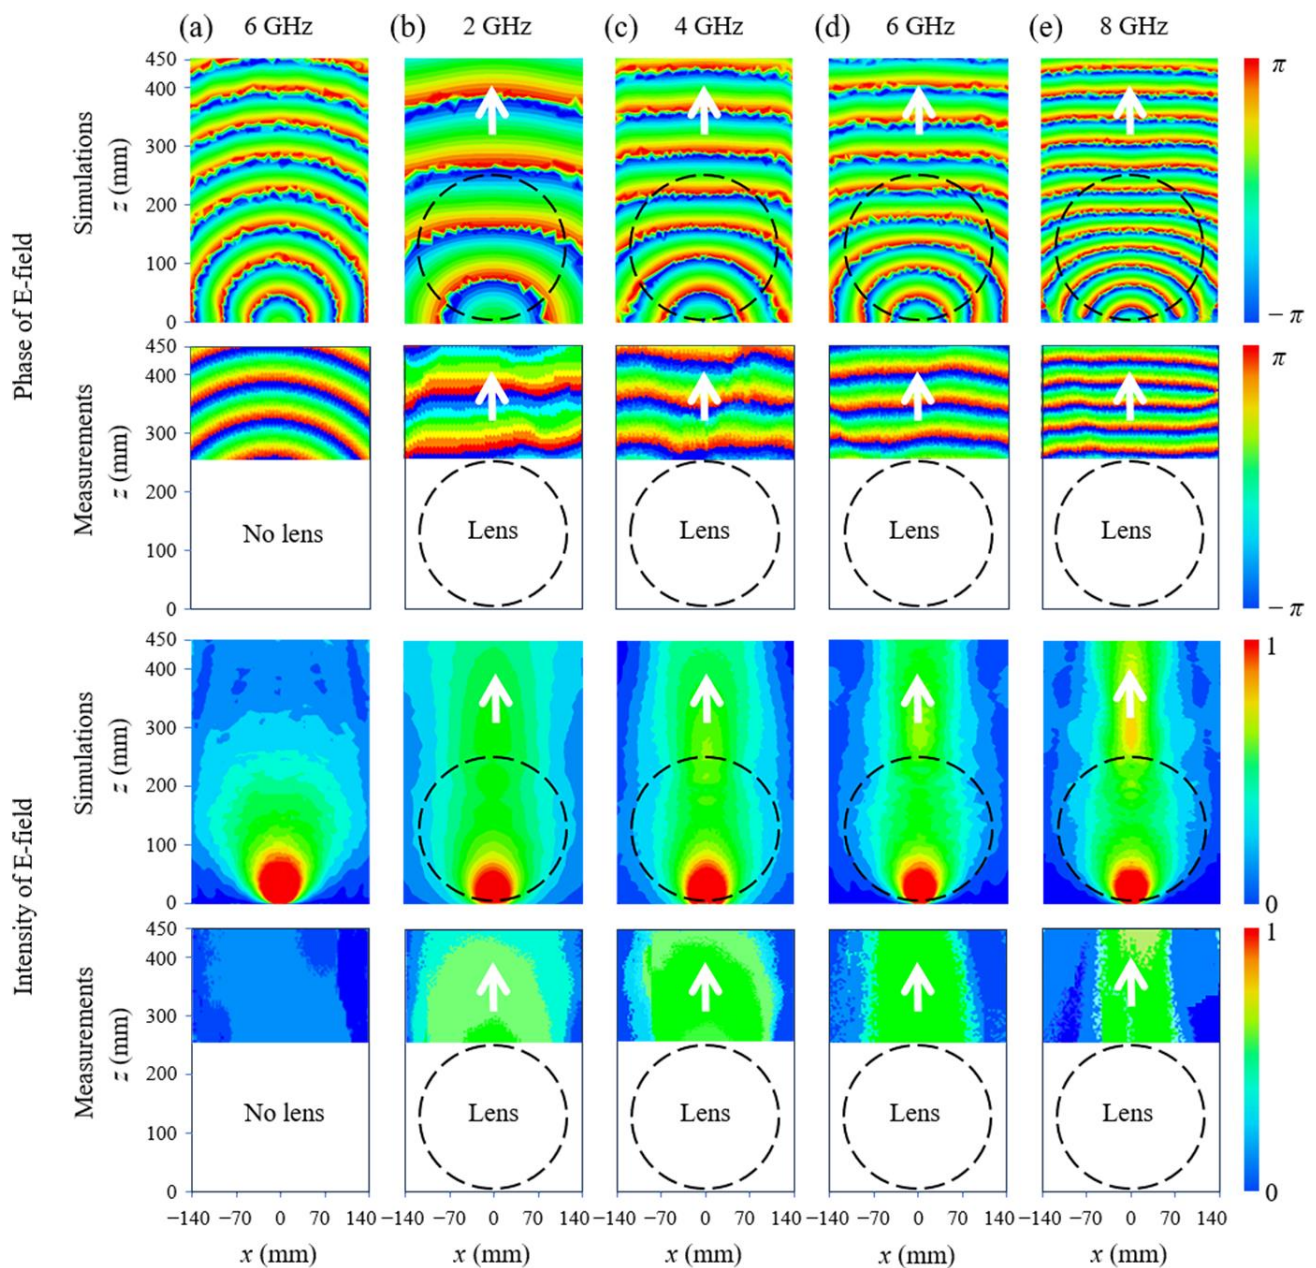 (a) 6 GHz (b) 2 GHz (c) 4 GHz (d) 6 GHz (e) 8 GHz
Phase of E-field
Simulations
z (mm)
450
400
300
200
100
0
π
− π
Measurements
z (mm)
450
400
300
200
100
0
No lens
Lens
Lens
Lens
Lens
π
− π
Intensity of E-field
Simulations
z (mm)
450
400
300
200
100
0
1
0
Measurements
z (mm)
450
400
300
200
100
0
No lens
Lens
Lens
Lens
Lens
1
0
−140 −70 0 70 140 −140 −70 0 70 140 −140 −70 0 70 140 −140 −70 0 70 140 −140 −70 0 70 140
x (mm) x (mm) x (mm) x (mm) x (mm)